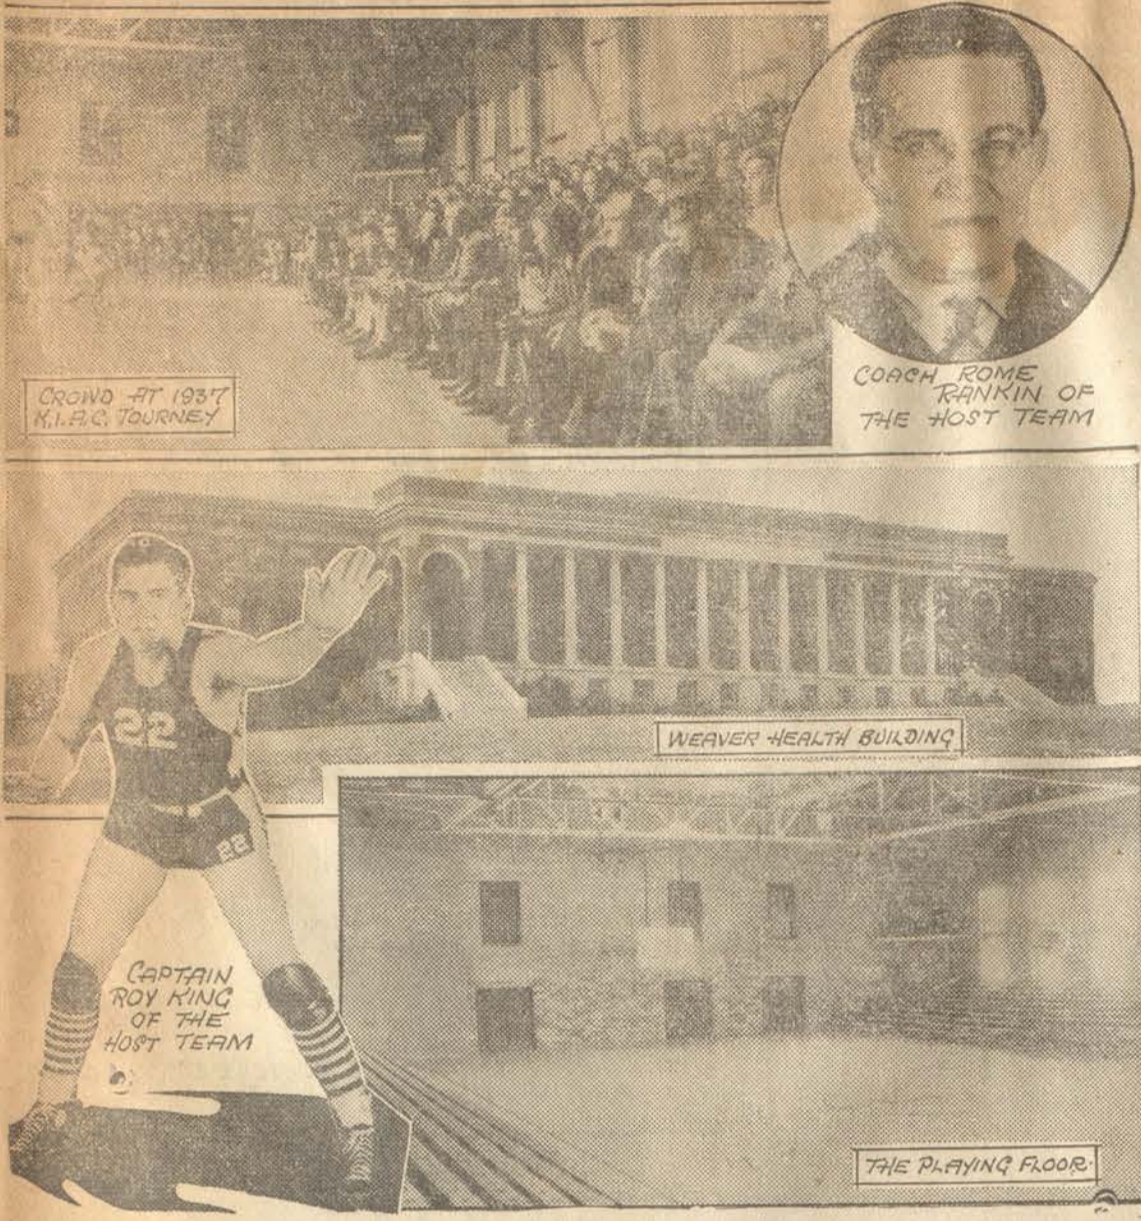 CROWD AT 1937
K.I.A.C. TOURNEY
COACH ROME
RANKIN OF
THE HOST TEAM
WEAVER HEALTH BUILDING
22
22
CAPTAIN
ROY KING
OF THE
HOST TEAM
THE PLAYING FLOOR